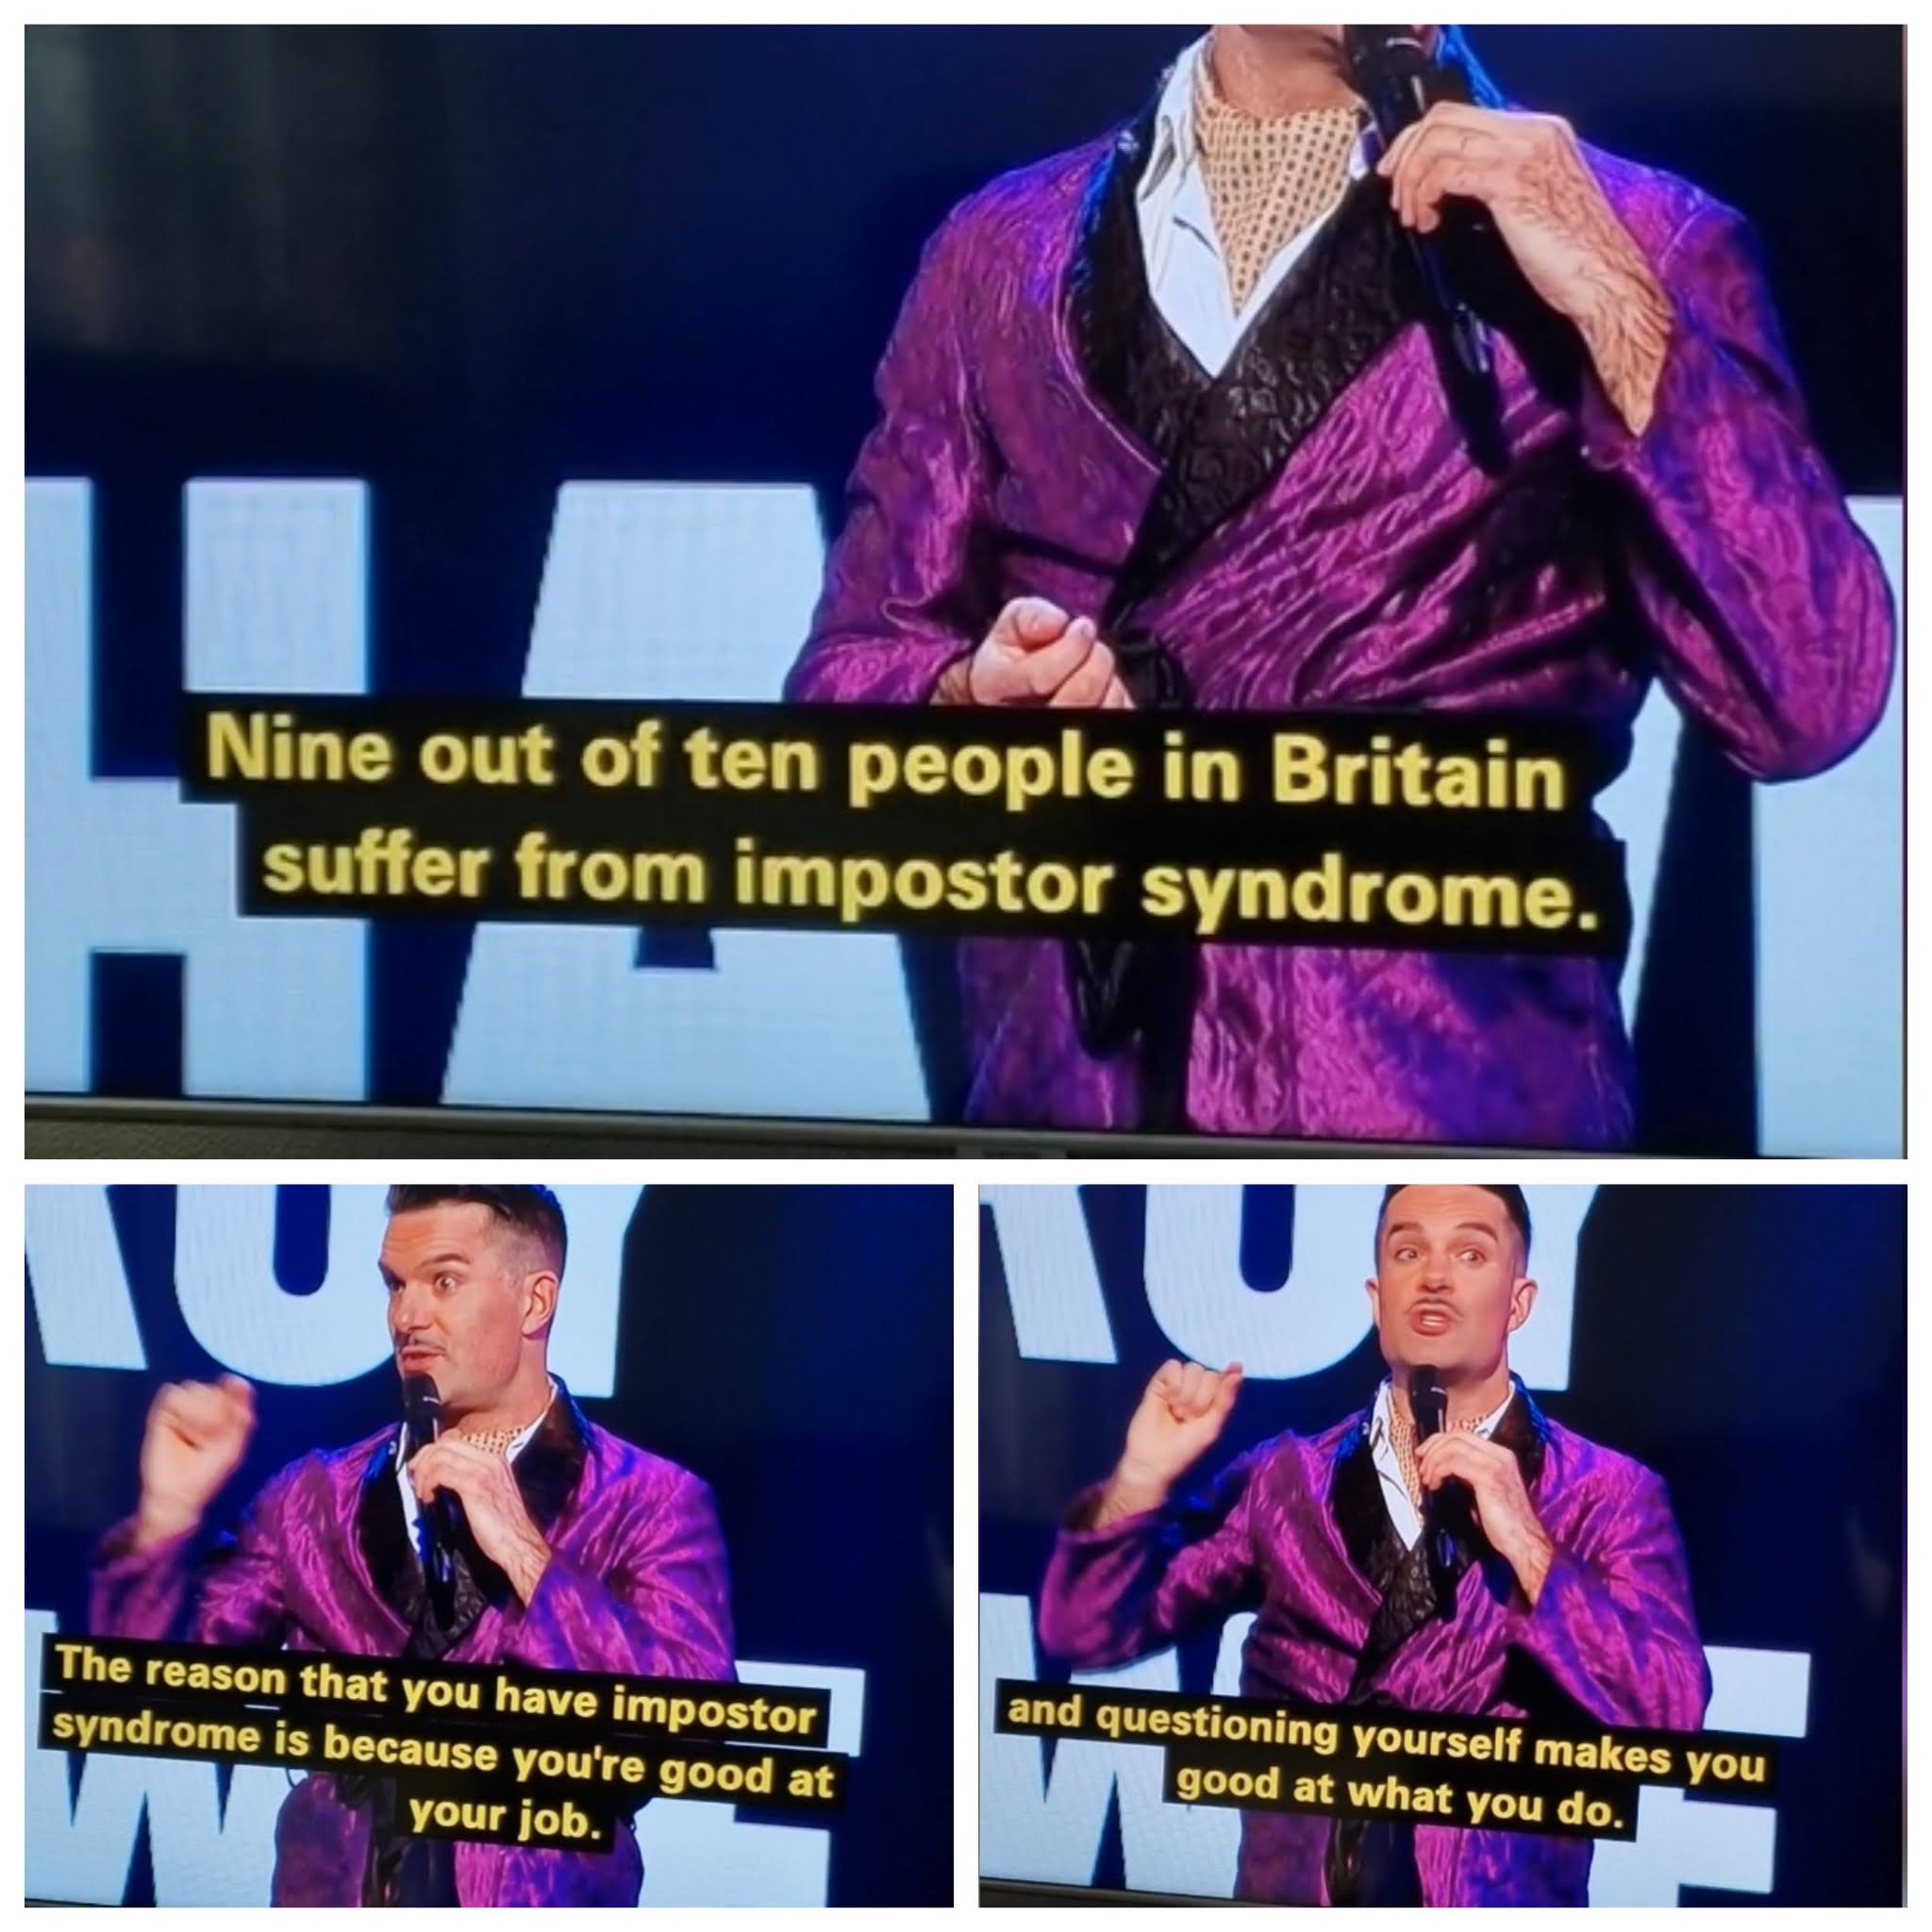 HA
Nine out of ten people in Britain
suffer from impostor syndrome.
The reason that you have impostor
syndrome is because you're good at
your job.
and questioning yourself makes you
good at what you do.